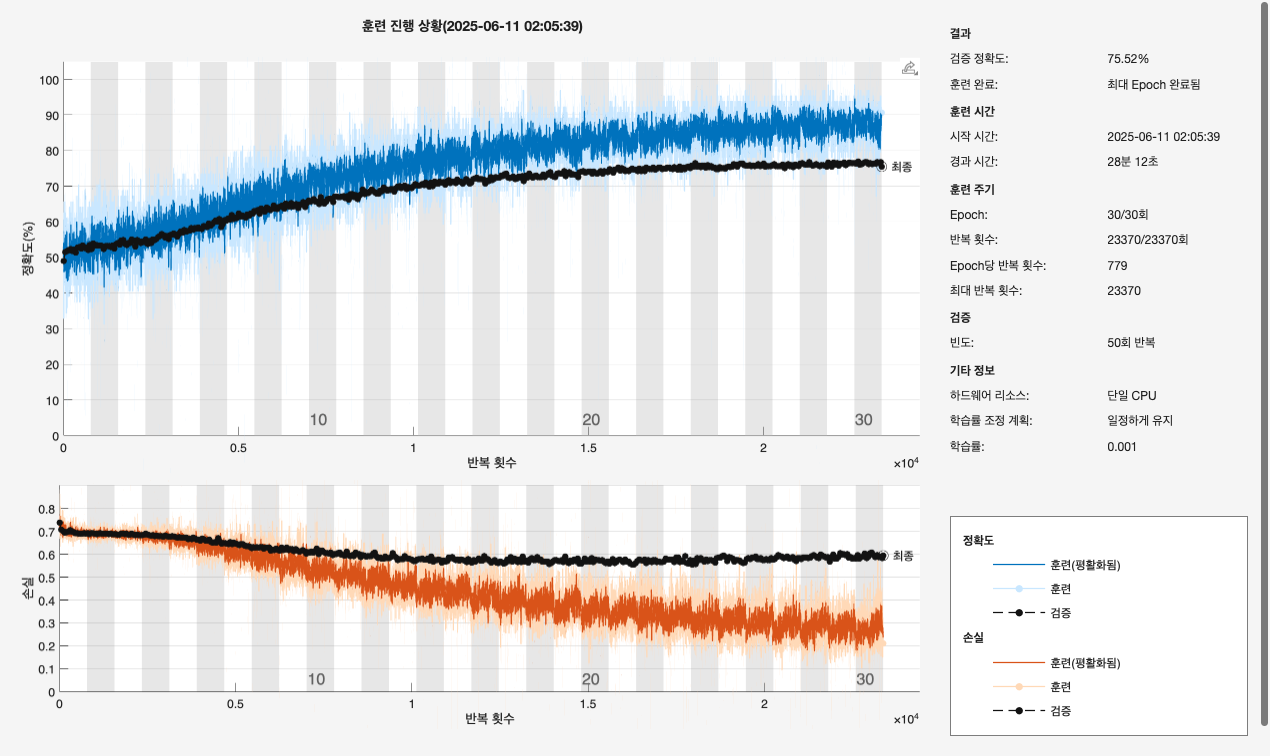 훈련 진행 상황(2025-06-11 02:05:39)
정확도(%)
100
90
80
70
60
50
40
30
20
10
0
최종
10
20
30
0
0.5
1
1.5
2
×10⁴
반복 횟수
손실
0.8
0.7
0.6
0.5
0.4
0.3
0.2
0.1
0
최종
10
20
30
0
0.5
1
1.5
2
×10⁴
반복 횟수
결과
검증 정확도: 75.52%
훈련 완료: 최대 Epoch 완료됨
훈련 시간
시작 시간: 2025-06-11 02:05:39
경과 시간: 28분 12초
훈련 주기
Epoch: 30/30회
반복 횟수: 23370/23370회
Epoch당 반복 횟수: 779
최대 반복 횟수: 23370
검증
빈도: 50회 반복
기타 정보
하드웨어 리소스: 단일 CPU
학습률 조정 계획: 일정하게 유지
학습률: 0.001
정확도
훈련(평활화됨)
훈련
검증
손실
훈련(평활화됨)
훈련
검증